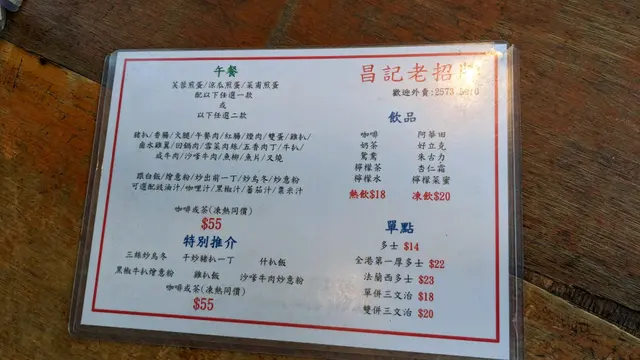 午餐
芙蓉煎蛋/涼瓜煎蛋/菜甫煎蛋
配以下任選一款
或
以下任選二款
豬扒/香腸/火腿/午餐肉/紅腸/煙肉/雙蛋/雞扒/
鹵水雞翼/回鍋肉/雪菜肉絲/五香肉丁/牛扒/
咸牛肉/沙嗲牛肉/魚柳/魚片/叉燒
跟白飯/燴意粉/炒出前一丁/炒烏冬/炒意粉
可選配豉油汁/咖喱汁/黑椒汁/蕃茄汁/粟米汁
咖啡或茶(凍熱同價)
$55
特別推介
三絲炒烏冬 干炒豬扒一丁 什扒飯
黑椒牛扒燴意粉 雞扒飯 沙嗲牛肉炒意粉
咖啡或茶(凍熱同價)
$55
昌記老招牌
歡迎外賣:2573
飲品
咖啡 阿華田
奶茶 好立克
鴛鴦 朱古力
檸檬茶 杏仁霜
檸檬水 檸檬菜蜜
熱飲$18 凍飲$20
單點
多士 $14
全港第一厚多士 $22
法蘭西多士 $23
單併三文治 $18
雙併三文治 $20